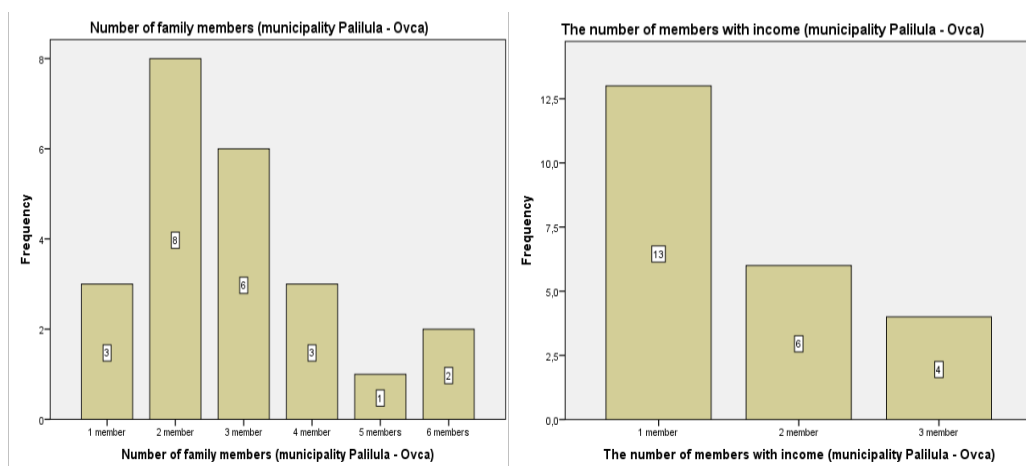 Number of family members (municipality Palilula - Ovca)
Frequency
8
6
4
2
0
3
8
6
3
1
2
1 member
2 member
3 member
4 member
5 members
6 members
Number of family members (municipality Palilula - Ovca)
The number of members with income (municipality Palilula - Ovca)
Frequency
12,5
10,0
7,5
5,0
2,5
0,0
13
6
4
1 member
2 member
3 member
The number of members with income (municipality Palilula - Ovca)